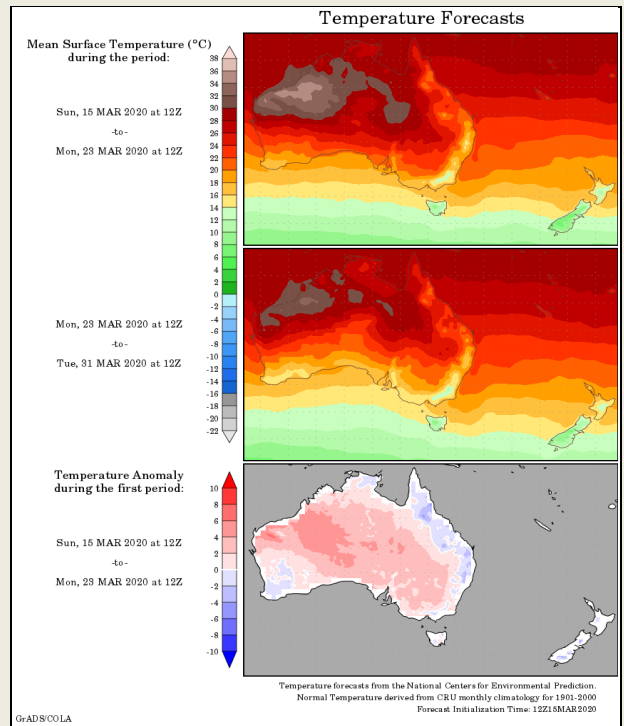 Temperature Forecasts
Mean Surface Temperature (°C)
during the period:
38
36
34
32
30
28
26
24
22
20
18
16
14
12
10
8
6
4
2
0
-2
-4
-6
-8
-10
-12
-14
-16
-18
-20
-22
Sun, 15 MAR 2020 at 12Z
-to-
Mon, 23 MAR 2020 at 12Z
Mon, 23 MAR 2020 at 12Z
-to-
Tue, 31 MAR 2020 at 12Z
Temperature Anomaly
during the first period:
10
8
6
4
2
0
-2
-4
-6
-8
-10
Sun, 15 MAR 2020 at 12Z
-to-
Mon, 23 MAR 2020 at 12Z
Temperature forecasts from the National Centers for Environmental Prediction.
Normal Temperature derived from CRU monthly climatology for 1901-2000
Forecast Initialization Time: 12Z15MAR2020
GrADS/COLA